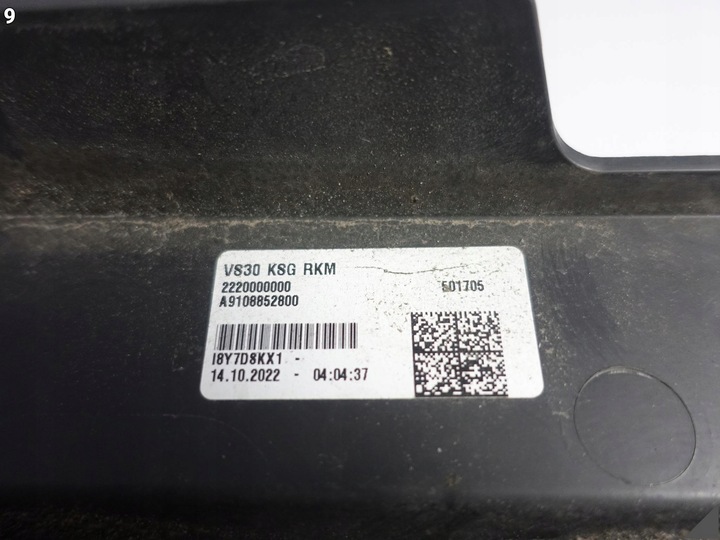 9
VS30 KSG RKM
2220000000 501705
A9108852800
I8Y7D8KX1 -
14.10.2022 - 04:04:37